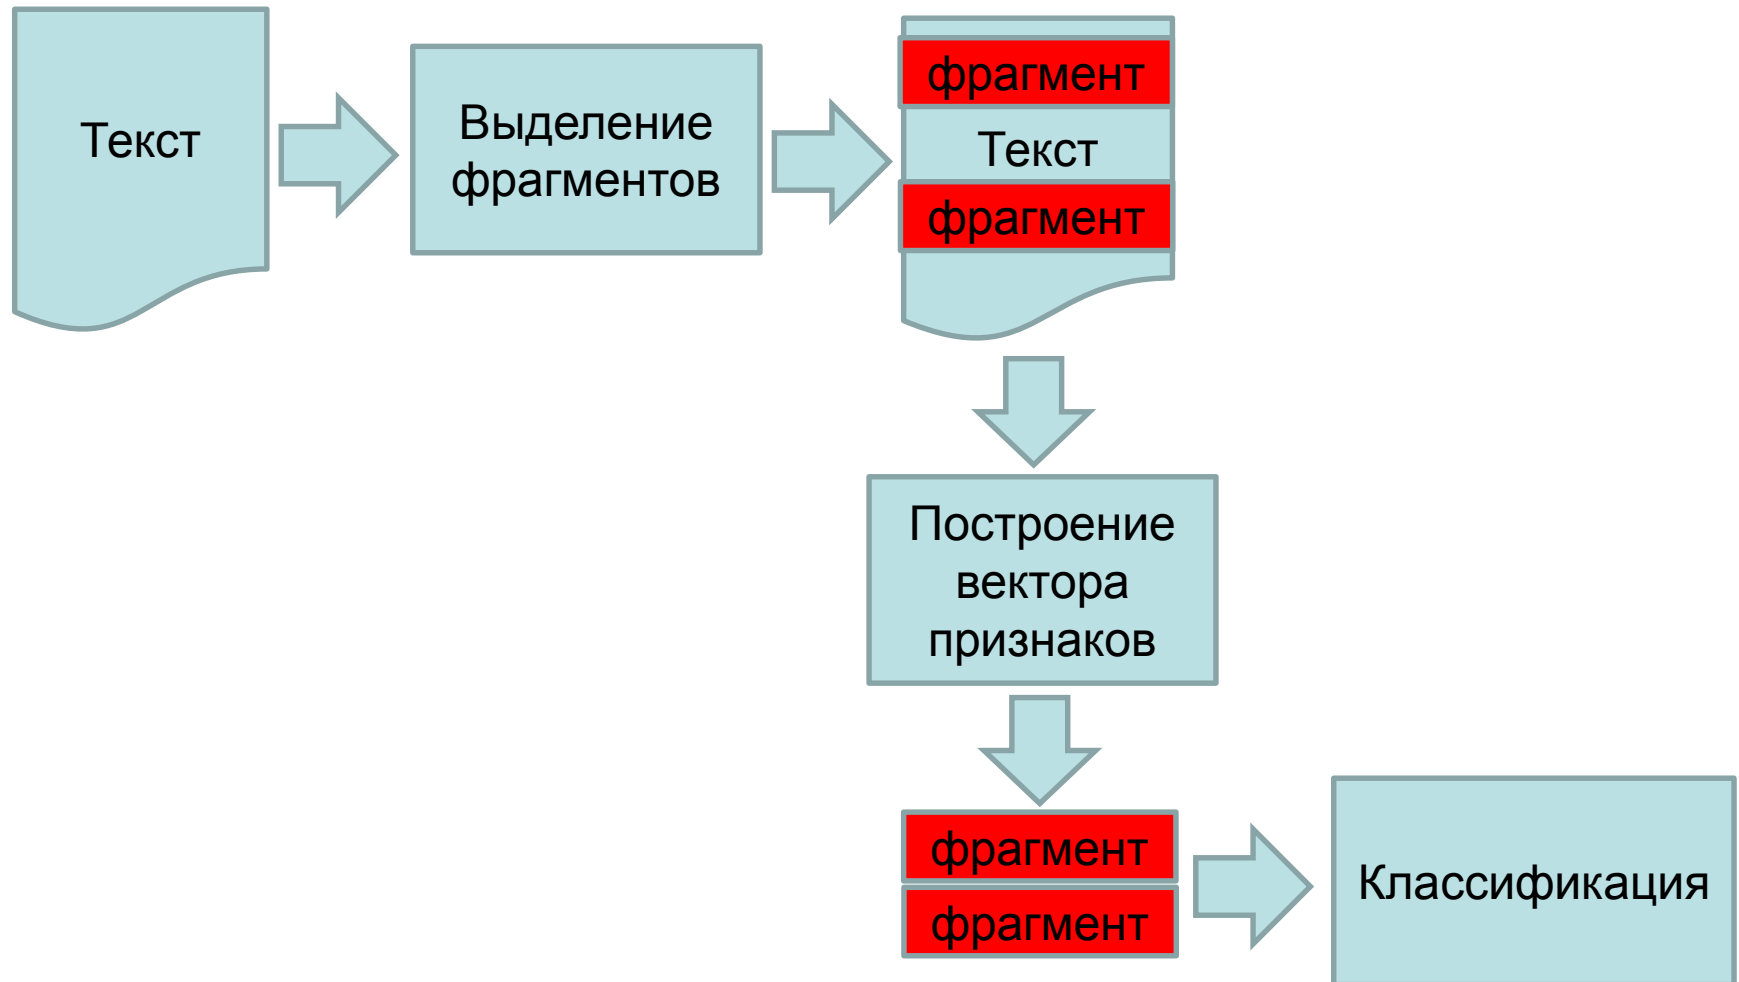 Текст
Выделение
фрагментов
фрагмент
Текст
фрагмент
Построение
вектора
признаков
фрагмент
фрагмент
Классификация